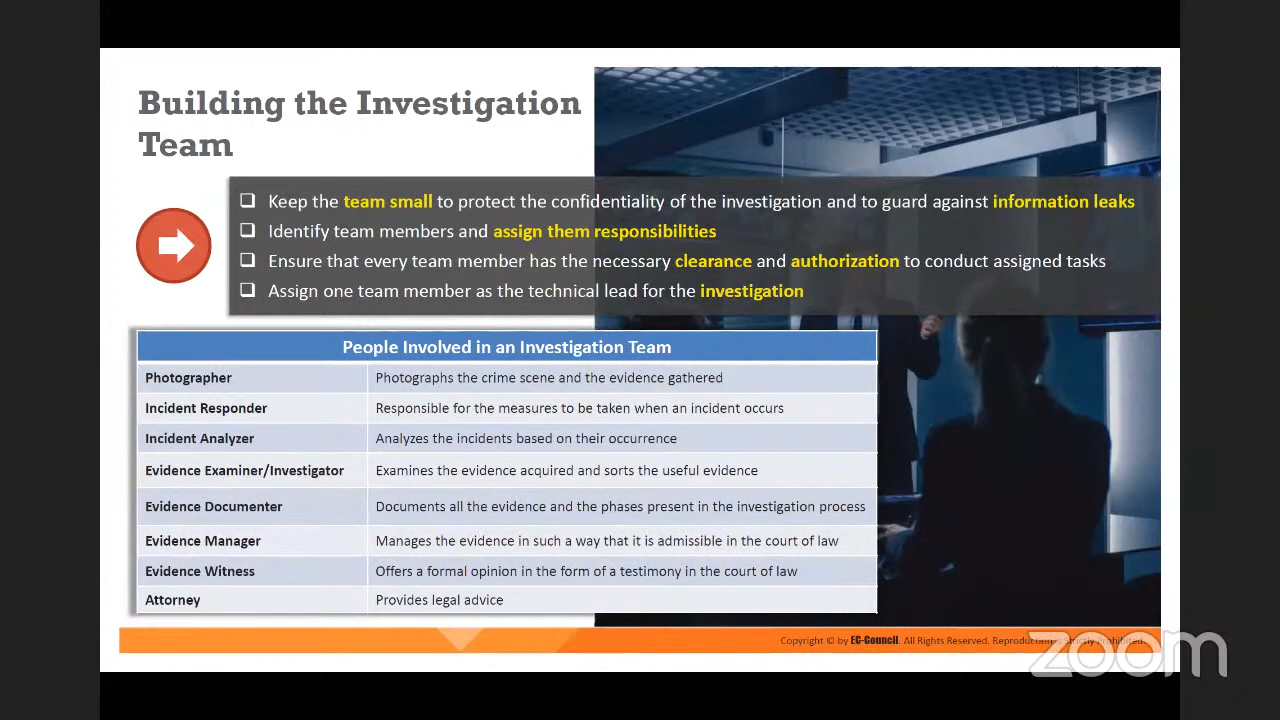 Building the Investigation
Team
Keep the team small to protect the confidentiality of the investigation and to guard against information leaks
Identify team members and assign them responsibilities
Ensure that every team member has the necessary clearance and authorization to conduct assigned tasks
Assign one team member as the technical lead for the investigation
People Involved in an Investigation Team
Photographer Photographs the crime scene and the evidence gathered
Incident Responder Responsible for the measures to be taken when an incident occurs
Incident Analyzer Analyzes the incidents based on their occurrence
Evidence Examiner/Investigator Examines the evidence acquired and sorts the useful evidence
Evidence Documenter Documents all the evidence and the phases present in the investigation process
Evidence Manager Manages the evidence in such a way that it is admissible in the court of law
Evidence Witness Offers a formal opinion in the form of a testimony in the court of law
Attorney Provides legal advice
Copyright © by EC-Council. All Rights Reserved. Reproduction is Strictly Prohibited.
zoom